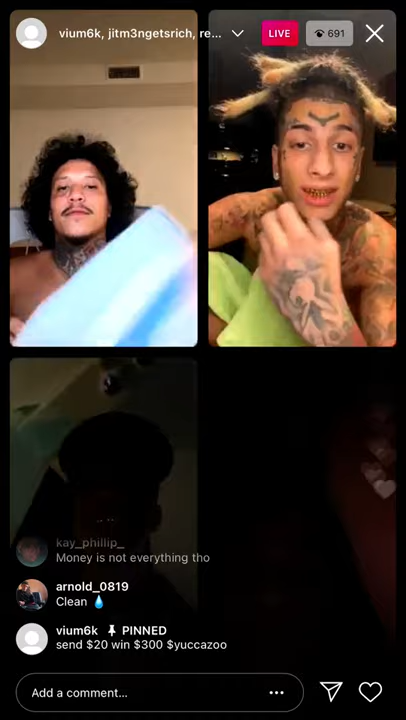 vium6k, jitm3ngetsrich, re...
LIVE
691
kay_phillip_
Money is not everything tho
arnold_0819
Clean 💧
vium6k 📌 PINNED
send $20 win $300 $yuccazoo
Add a comment...